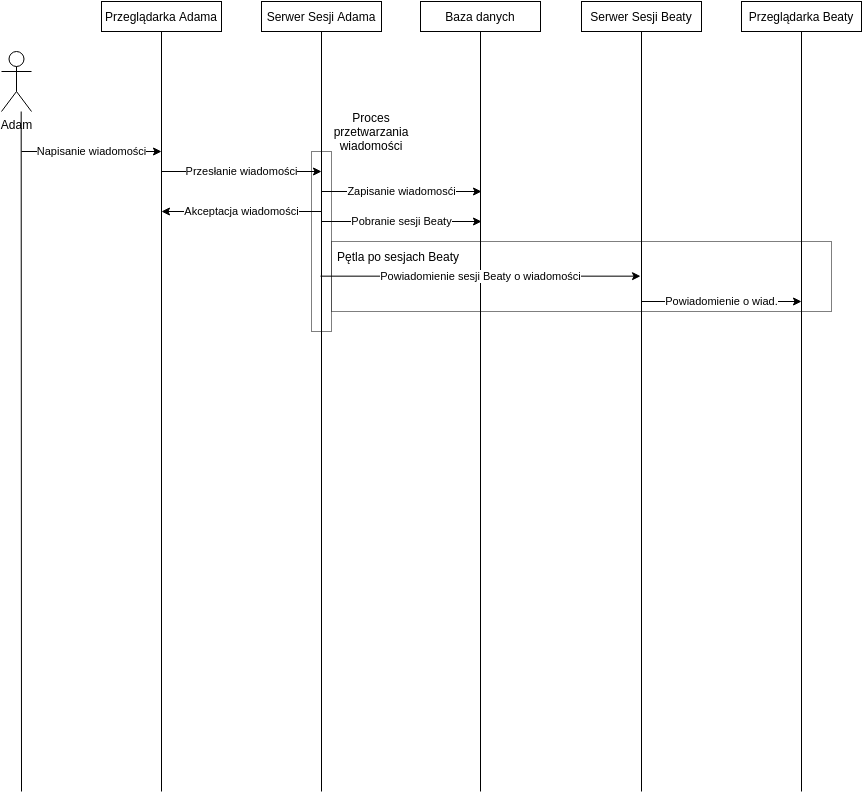 Przeglądarka Adama
Serwer Sesji Adama
Baza danych
Serwer Sesji Beaty
Przeglądarka Beaty
Adam
Proces
przetwarzania
wiadomości
Napisanie wiadomości
Przesłanie wiadomości
Zapisanie wiadomosći
Akceptacja wiadomości
Pobranie sesji Beaty
Pętla po sesjach Beaty
Powiadomienie sesji Beaty o wiadomości
Powiadomienie o wiad.